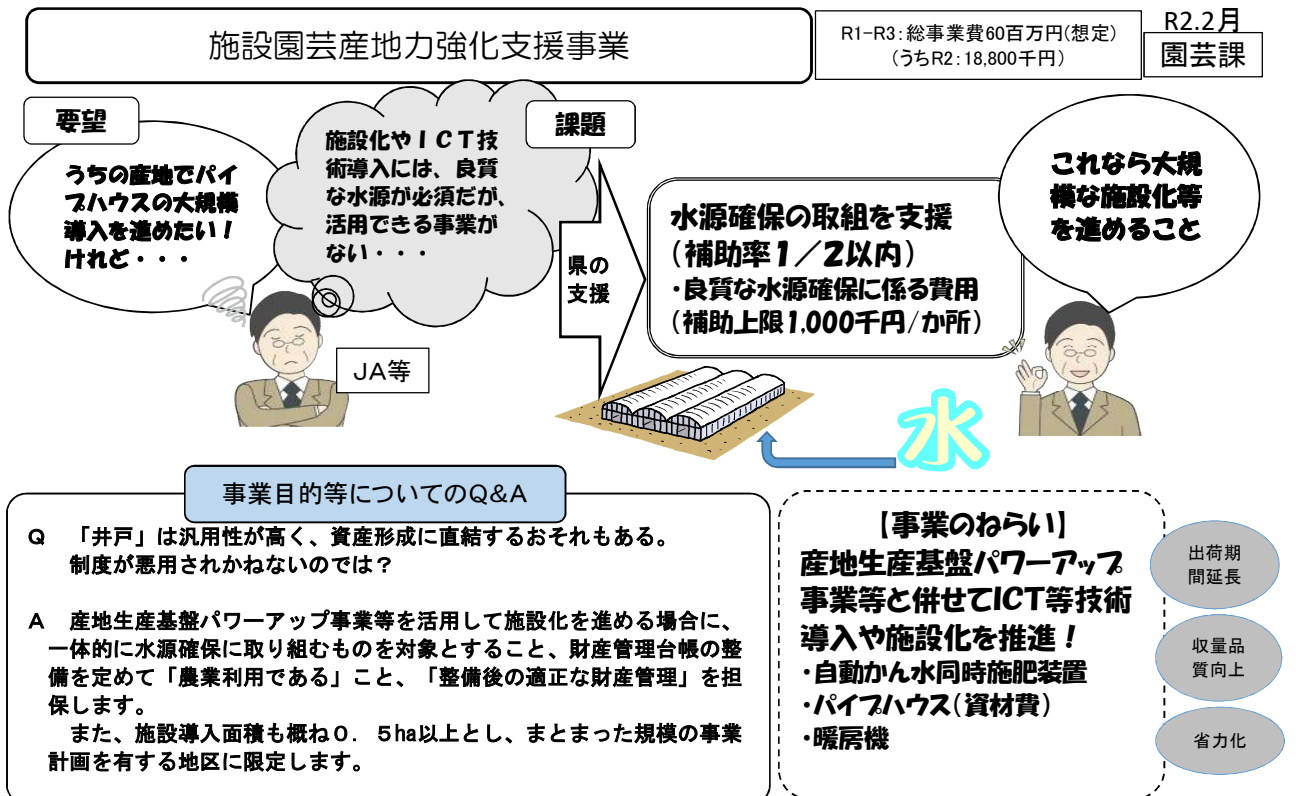 施設園芸産地力強化支援事業
R1-R3:総事業費60百万円(想定)
(うちR2:18,800千円)
R2.2月
園芸課
要望
うちの産地でパイ
プハウスの大規模
導入を進めたい!
けれど・・・
施設化やICT技
術導入には、良質
な水源が必須だが、
活用できる事業が
ない・・・
課題
JA等
県の
支援
水源確保の取組を支援
(補助率1/2以内)
・良質な水源確保に係る費用
(補助上限1,000千円/か所)
これなら大規
模な施設化等
を進めること
水
事業目的等についてのQ&A
Q 「井戸」は汎用性が高く、資産形成に直結するおそれもある。
制度が悪用されかねないのでは?
A 産地生産基盤パワーアップ事業等を活用して施設化を進める場合に、
一体的に水源確保に取り組むものを対象とすること、財産管理台帳の整
備を定めて「農業利用である」こと、「整備後の適正な財産管理」を担
保します。
また、施設導入面積も概ね0.5ha以上とし、まとまった規模の事業
計画を有する地区に限定します。
【事業のねらい】
産地生産基盤パワーアップ
事業等と併せてICT等技術
導入や施設化を推進!
・自動かん水同時施肥装置
・パイプハウス(資材費)
・暖房機
出荷期
間延長
収量品
質向上
省力化